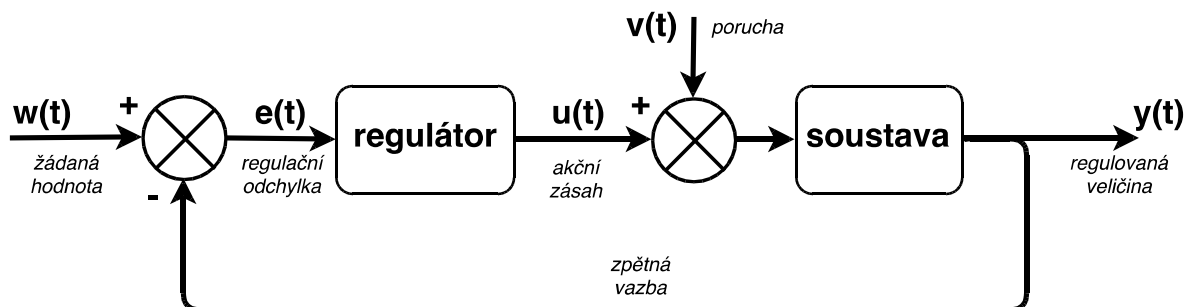 v(t)
porucha
w(t)
+
žádaná
hodnota
-
e(t)
regulační
odchylka
regulátor
u(t)
akční
zásah
+
soustava
y(t)
regulovaná
veličina
zpětná
vazba